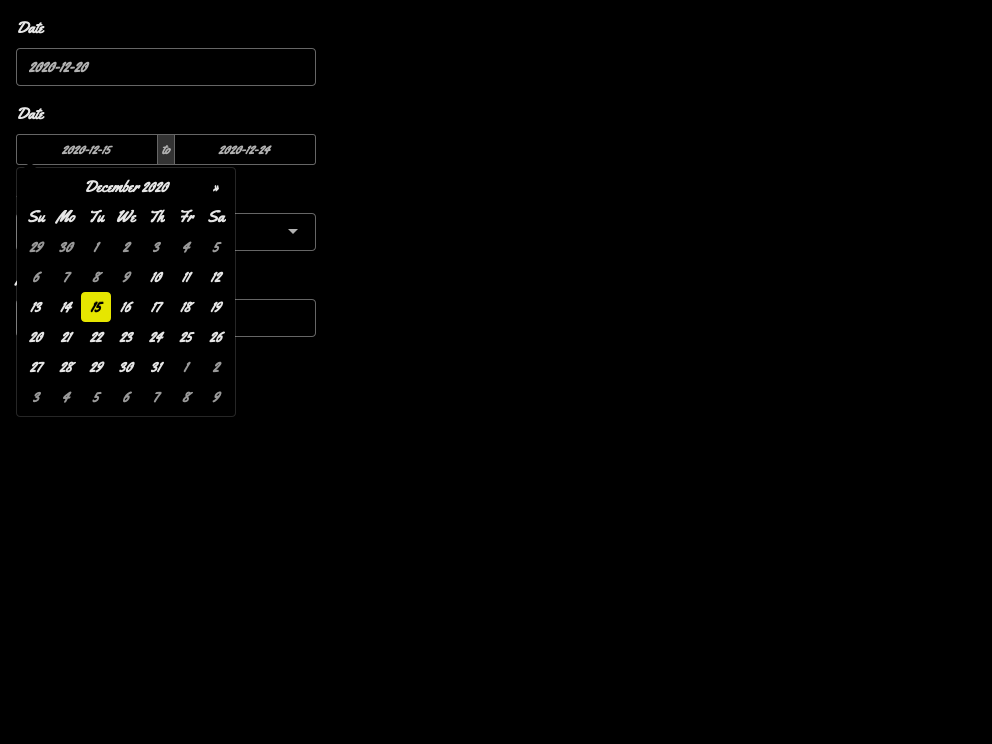 Date
2020-12-20
Date
2020-12-15 to 2020-12-24
December 2020 »
Su Mo Tu We Th Fr Sa
29 30 1 2 3 4 5
6 7 8 9 10 11 12
13 14 15 16 17 18 19
20 21 22 23 24 25 26
27 28 29 30 31 1 2
3 4 5 6 7 8 9